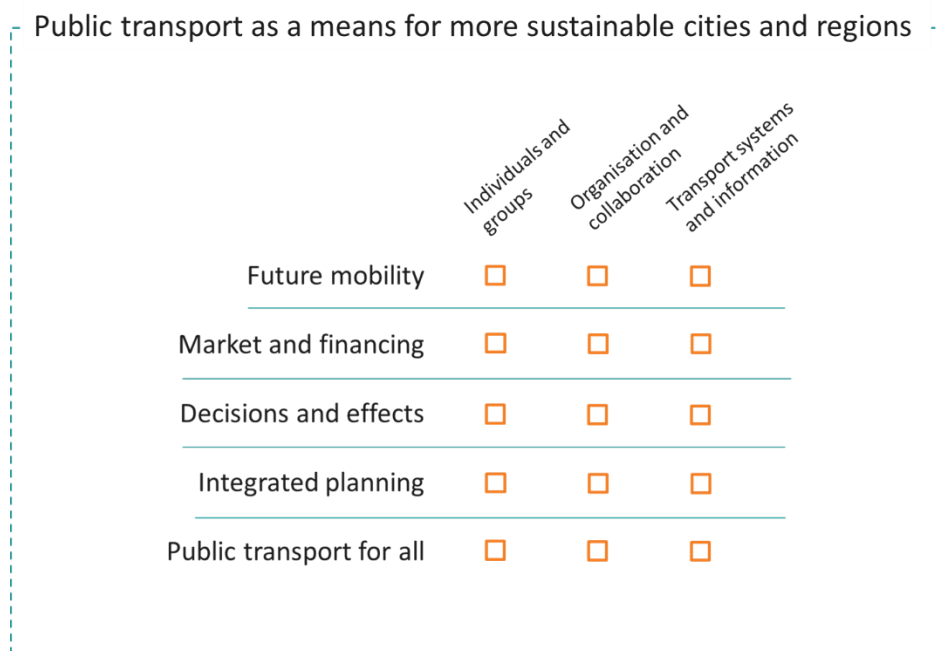 Public transport as a means for more sustainable cities and regions
Individuals and
groups
Organisation and
collaboration
Transport systems
and information
Future mobility
Market and financing
Decisions and effects
Integrated planning
Public transport for all